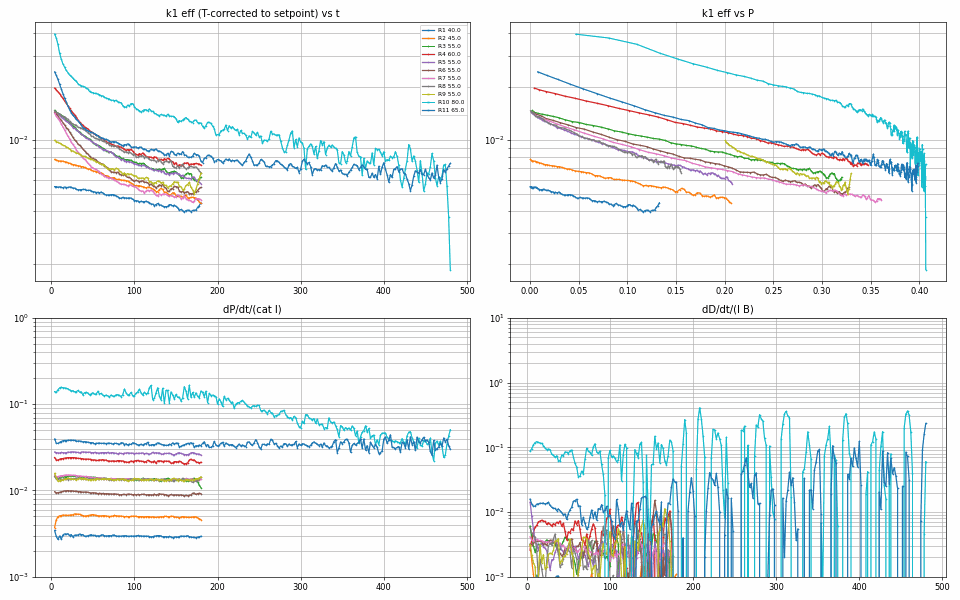 k1 eff (T-corrected to setpoint) vs t
10⁻²
0 100 200 300 400 500
R1 40.0
R2 45.0
R3 55.0
R4 60.0
R5 55.0
R6 55.0
R7 55.0
R8 55.0
R9 55.0
R10 80.0
R11 65.0
k1 eff vs P
10⁻²
0.00 0.05 0.10 0.15 0.20 0.25 0.30 0.35 0.40
dP/dt/(cat I)
10⁰
10⁻¹
10⁻²
10⁻³
0 100 200 300 400 500
dD/dt/(I B)
10¹
10⁰
10⁻¹
10⁻²
10⁻³
0 100 200 300 400 500